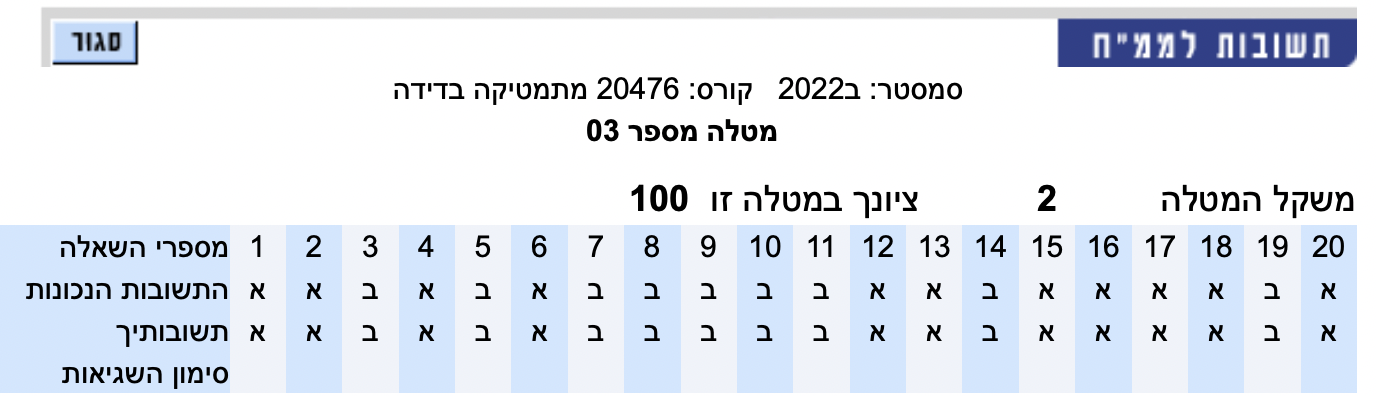 תשובות לממ"ח
סגור
סמסטר: ב2022 קורס: 20476 מתמטיקה בדידה
מטלה מספר 03
משקל המטלה 2 ציונך במטלה זו 100
מספרי השאלה 1 2 3 4 5 6 7 8 9 10 11 12 13 14 15 16 17 18 19 20
התשובות הנכונות א א ב א ב א ב ב ב ב ב א א ב א א א א ב א
תשובותיך א א ב א ב א ב ב ב ב ב א א ב א א א א ב א
סימון השגיאות